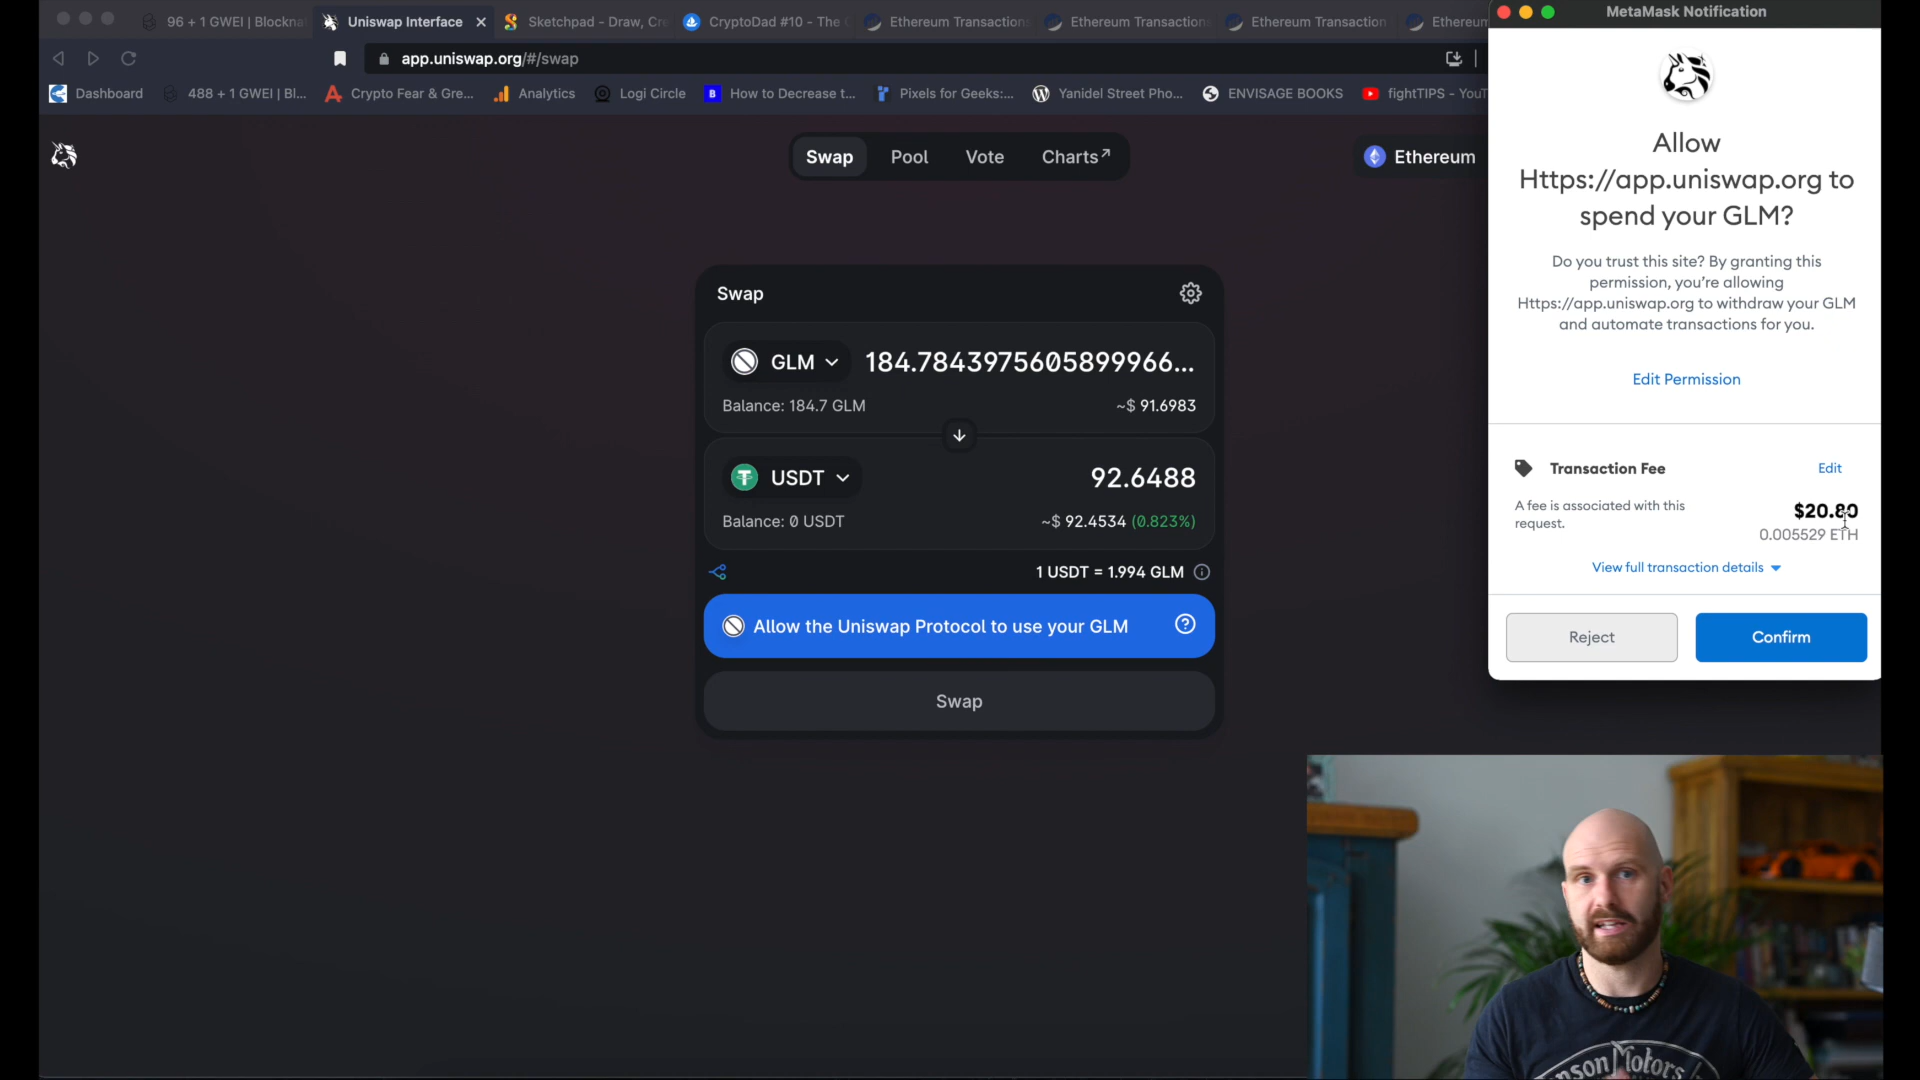 96 + 1 GWEI | Blockna
Uniswap Interface
Sketchpad - Draw, Cre
CryptoDad #10 - The C
Ethereum Transaction
Ethereum Transaction
Ethereum Transaction
Ethereum
MetaMask Notification
app.uniswap.org/#/swap
Dashboard
488 + 1 GWEI | Bl...
Crypto Fear & Gre...
Analytics
Logi Circle
How to Decrease t...
Pixels for Geeks:...
Yanidel Street Pho...
ENVISAGE BOOKS
fightTIPS - YouT
Swap
Pool
Vote
Charts↗
Ethereum
Allow
Https://app.uniswap.org to
spend your GLM?
Do you trust this site? By granting this
permission, you're allowing
Https://app.uniswap.org to withdraw your GLM
and automate transactions for you.
Edit Permission
Transaction Fee
Edit
A fee is associated with this
request.
$20.80
0.005529 ETH
View full transaction details
Reject
Confirm
Swap
GLM
184.7843975605899966...
Balance: 184.7 GLM
~$ 91.6983
USDT
92.6488
Balance: 0 USDT
~$ 92.4534 (0.823%)
1 USDT = 1.994 GLM
Allow the Uniswap Protocol to use your GLM
Swap
son Motors